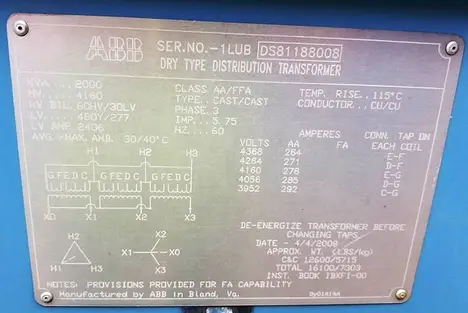 ABB SER.NO.-1LUB DS81188008
DRY TYPE DISTRIBUTION TRANSFORMER
KVA... 2000
HV.... 4160
HV BIL. 60HV/30LV
LV.... 480Y/277
LV AMP. 2406
AVG./MAX. AMB. 30/40°C
CLASS. AA/FFA
TYPE.. CAST/CAST
PHASE. 3
IMP... 5.75
HZ... 60
TEMP. RISE.. 115°C
CONDUCTOR.. CU/CU
AMPERES CONN. TAP ON
VOLTS AA FA EACH COIL
4368 264 E-F
4264 271 D-F
4160 278 E-G
4056 285 D-G
3952 292 C-G
H1 H2 H3
G F E D C G F E D C G F E D C
X0 X1 X2 X3
H2
H1 H3
X2
X1 X0
X3
DE-ENERGIZE TRANSFORMER BEFORE
CHANGING TAPS
DATE - 4/4/2008
APPROX. WT. (LBS/Kg)
C&C 12600/5715
TOTAL 16100/7303
INST. BOOK IBXFT-00
NOTES: PROVISIONS PROVIDED FOR FA CAPABILITY
Manufactured by ABB in Bland, Va.